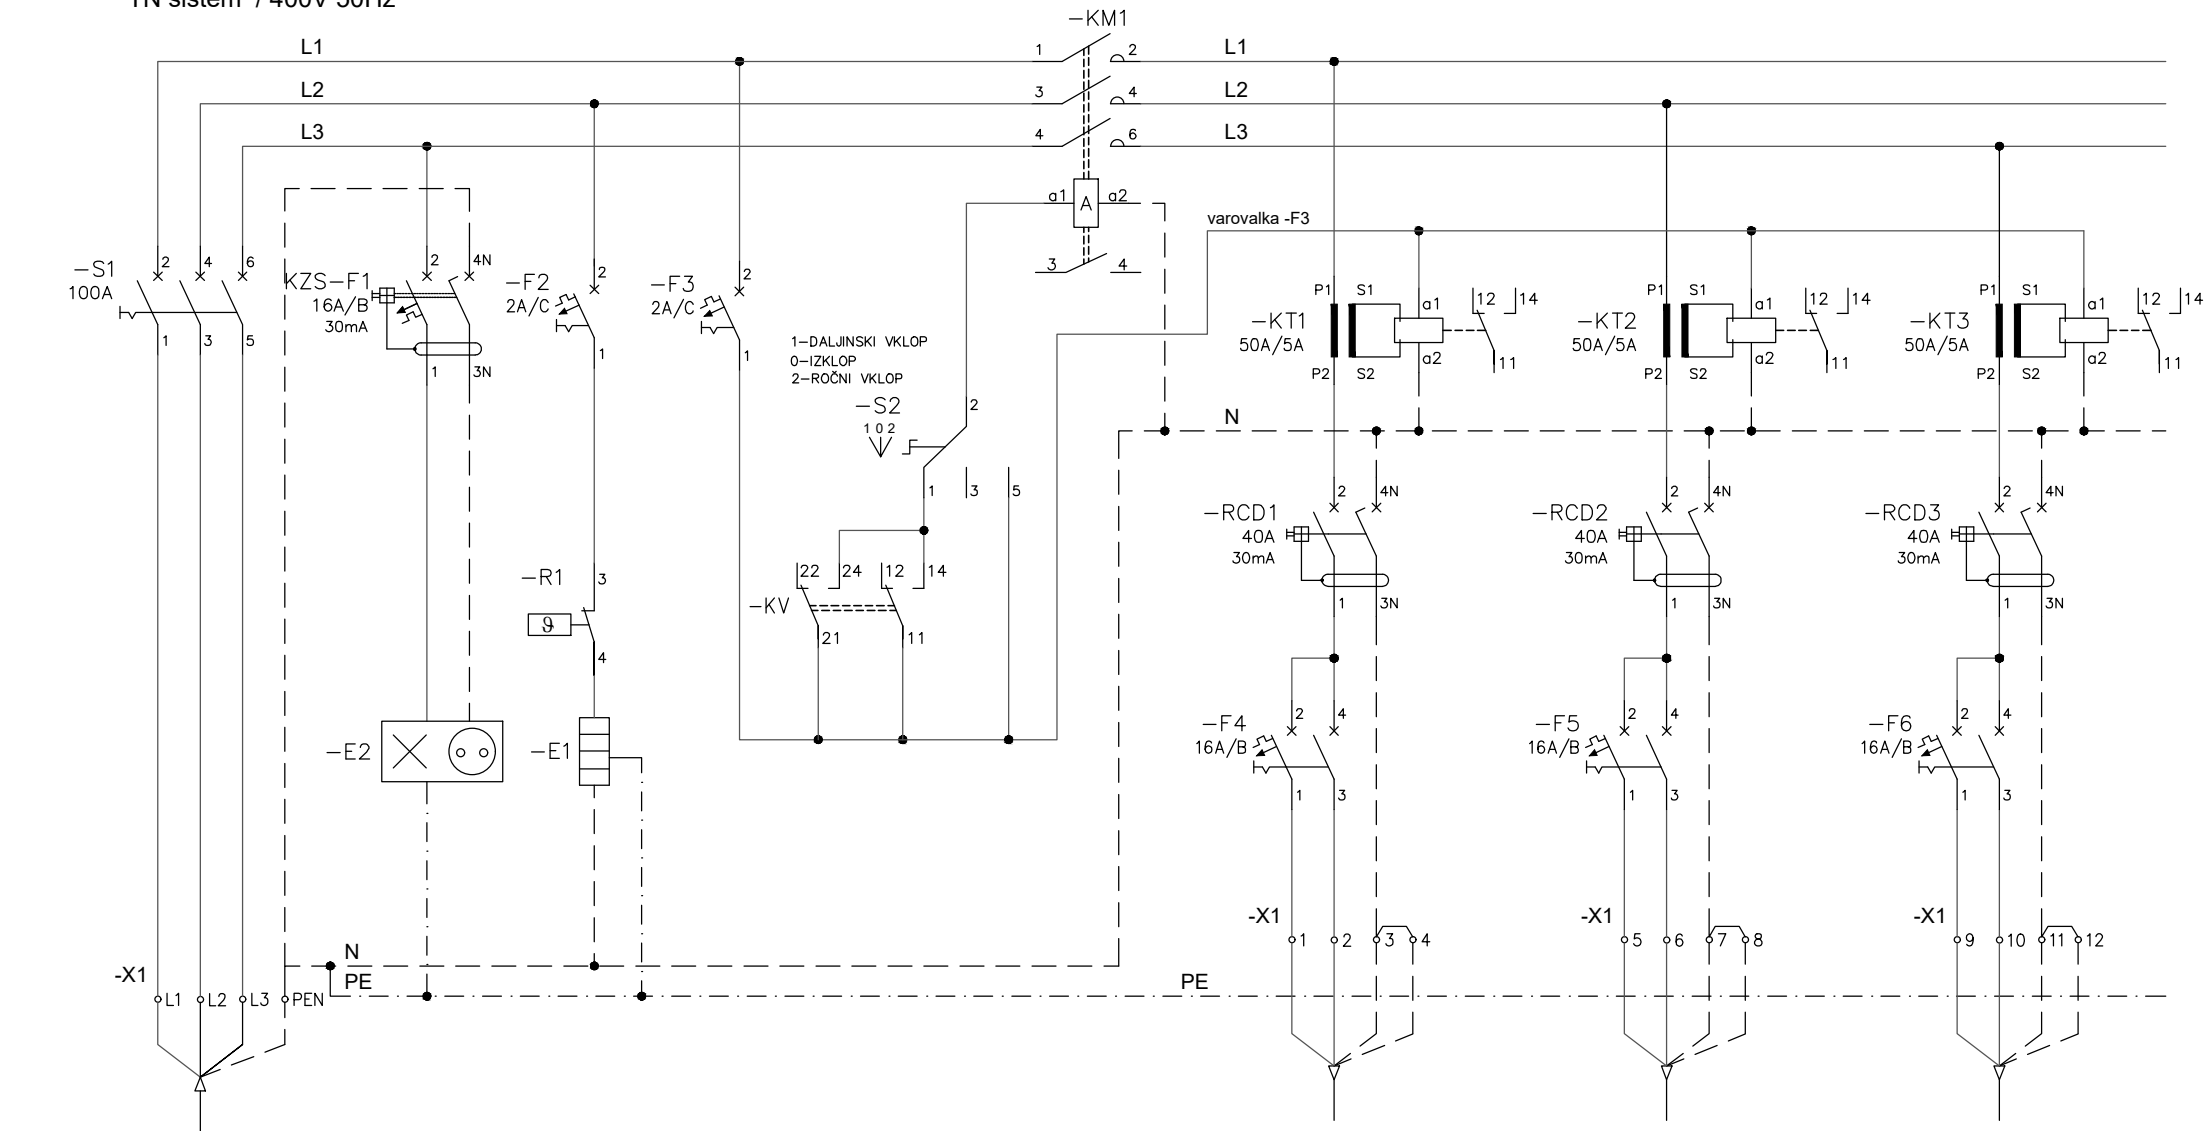 TN sistem / 400V 50Hz
-KM1
L1 1 2 L1
L2 3 4 L2
L3 4 6 L3
a1 A a2
varovalka -F3
3 4
-S1
100A
2 4 6
1 3 5
KZS-F1
16A/B
30mA
2 4N
1 3N
-F2
2A/C
2
1
-F3
2A/C
2
1
1-DALJINSKI VKLOP
0-IZKLOP
2-ROČNI VKLOP
-S2
1 0 2
2
1 3 5
-KT1
50A/5A
P1 S1
P2 S2
a1
a2
12 14
11
-KT2
50A/5A
P1 S1
P2 S2
a1
a2
12 14
11
-KT3
50A/5A
P1 S1
P2 S2
a1
a2
12 14
11
N
-RCD1
40A
30mA
2 4N
1 3N
-RCD2
40A
30mA
2 4N
1 3N
-RCD3
40A
30mA
2 4N
1 3N
-R1
3
ϑ
4
-KV
22 24 12 14
21 11
-E2
-E1
-F4
16A/B
2 4
1 3
-F5
16A/B
2 4
1 3
-F6
16A/B
2 4
1 3
-X1
1 2 3 4
-X1
5 6 7 8
-X1
9 10 11 12
N
PE PE
-X1
L1 L2 L3 PEN